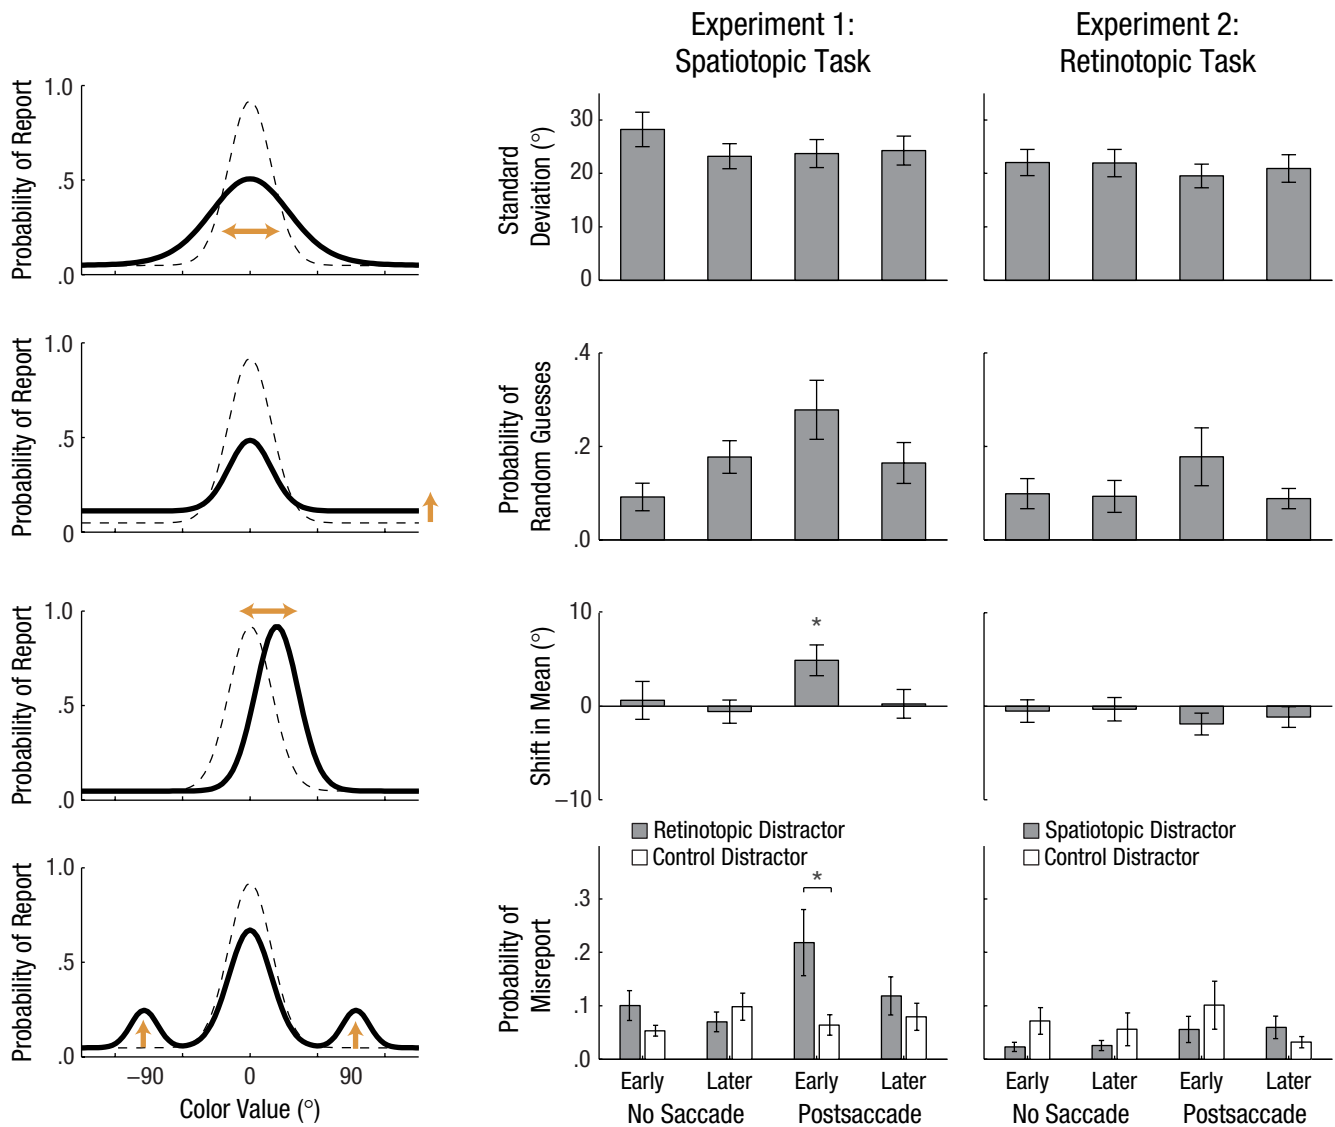 Experiment 1:
Spatiotopic Task
Experiment 2:
Retinotopic Task
Probability of Report
1.0
.5
.0
Standard
Deviation (°)
30
20
10
0
Probability of Report
1.0
.5
0
Probability of
Random Guesses
.4
.2
.0
Probability of Report
1.0
.5
.0
Shift in Mean (°)
10
0
−10
*
Probability of Report
1.0
.5
.0
−90
0
90
Color Value (°)
Retinotopic Distractor
Control Distractor
Probability of
Misreport
.3
.2
.1
.0
*
Early
Later
Early
Later
No Saccade
Postsaccade
Spatiotopic Distractor
Control Distractor
Early
Later
Early
Later
No Saccade
Postsaccade